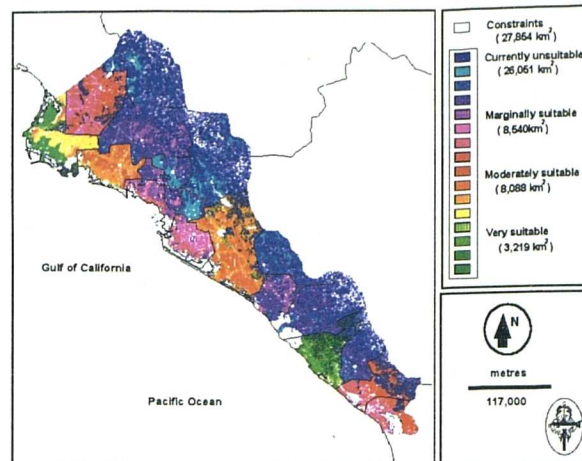 Constraints
( 27,854 km²)
Currently unsuitable
( 26,051 km²)
Marginally suitable
( 8,540km²)
Moderately suitable
( 8,088 km²)
Very suitable
( 3,219 km²)
Gulf of California
Pacific Ocean
N
metres
117,000